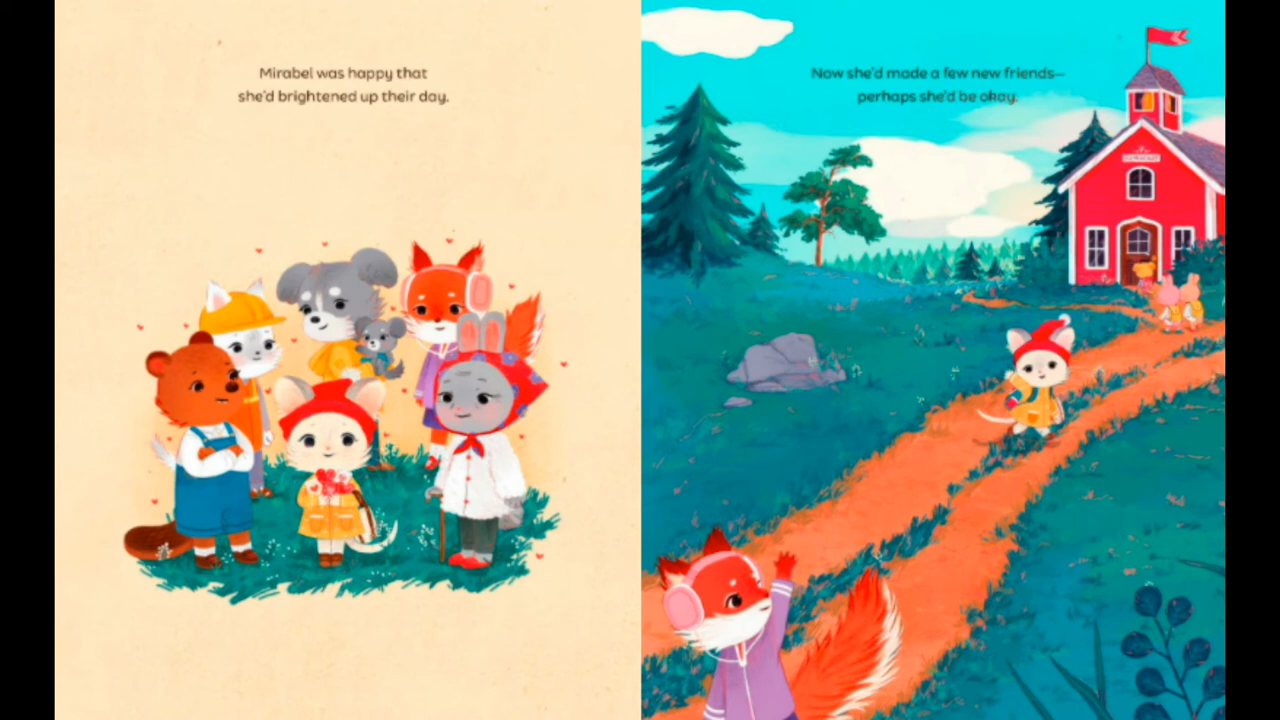 Mirabel was happy that
she'd brightened up their day.
Now she'd made a few new friends—
perhaps she'd be okay.